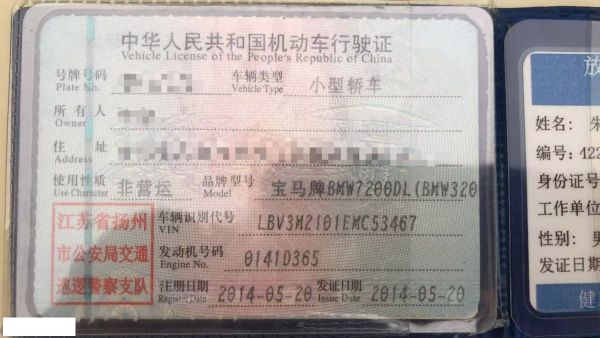 中华人民共和国机动车行驶证
Vehicle License of the People's Republic of China
号牌号码
Plate No.
车辆类型 小型轿车
Vehicle Type
所有人
Owner
住址
Address
使用性质 非营运
Use Character
品牌型号 宝马牌BMW7200DL(BMW320
Model
江苏省扬州
市公安局交通
巡逻警察支队
车辆识别代号 LBV3M2101EMC53467
VIN
发动机号码 0141D365
Engine No.
注册日期 2014-05-20
Register Date
发证日期 2014-05-20
Issue Date
放
姓名:
编号: 422
身份证号
工作单位
性别: 男
发证日期
健